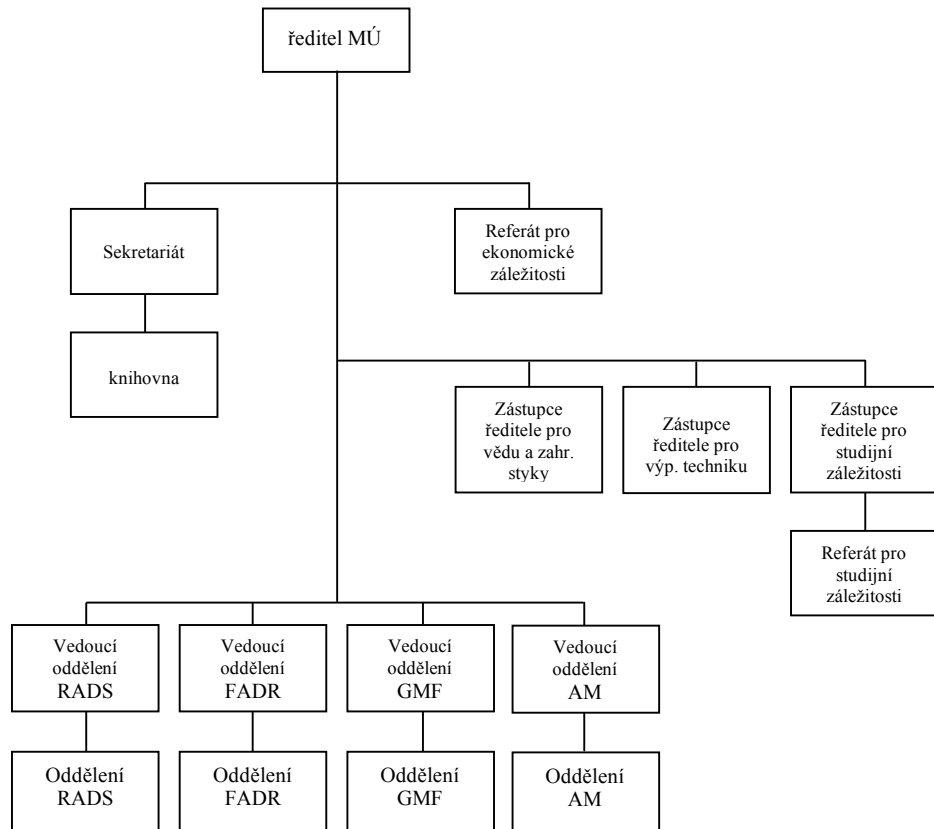 ředitel MÚ
Sekretariát
Referát pro
ekonomické
záležitosti
knihovna
Zástupce
ředitele pro
vědu a zahr.
styky
Zástupce
ředitele pro
výp. techniku
Zástupce
ředitele pro
studijní
záležitosti
Referát pro
studijní
záležitosti
Vedoucí
oddělení
RADS
Vedoucí
oddělení
FADR
Vedoucí
oddělení
GMF
Vedoucí
oddělení
AM
Oddělení
RADS
Oddělení
FADR
Oddělení
GMF
Oddělení
AM